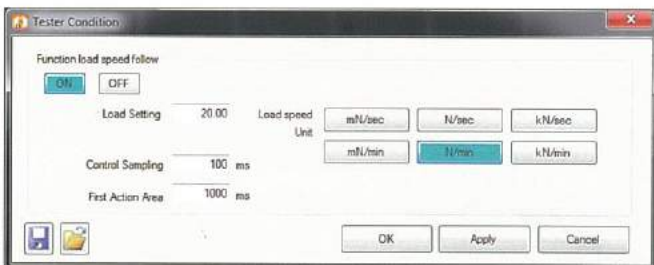 Tester Condition
Function load speed follow
ON OFF
Load Setting 20.00 Load speed Unit mN/sec N/sec kN/sec
mN/min N/min kN/min
Control Sampling 100 ms
First Action Area 1000 ms
OK Apply Cancel